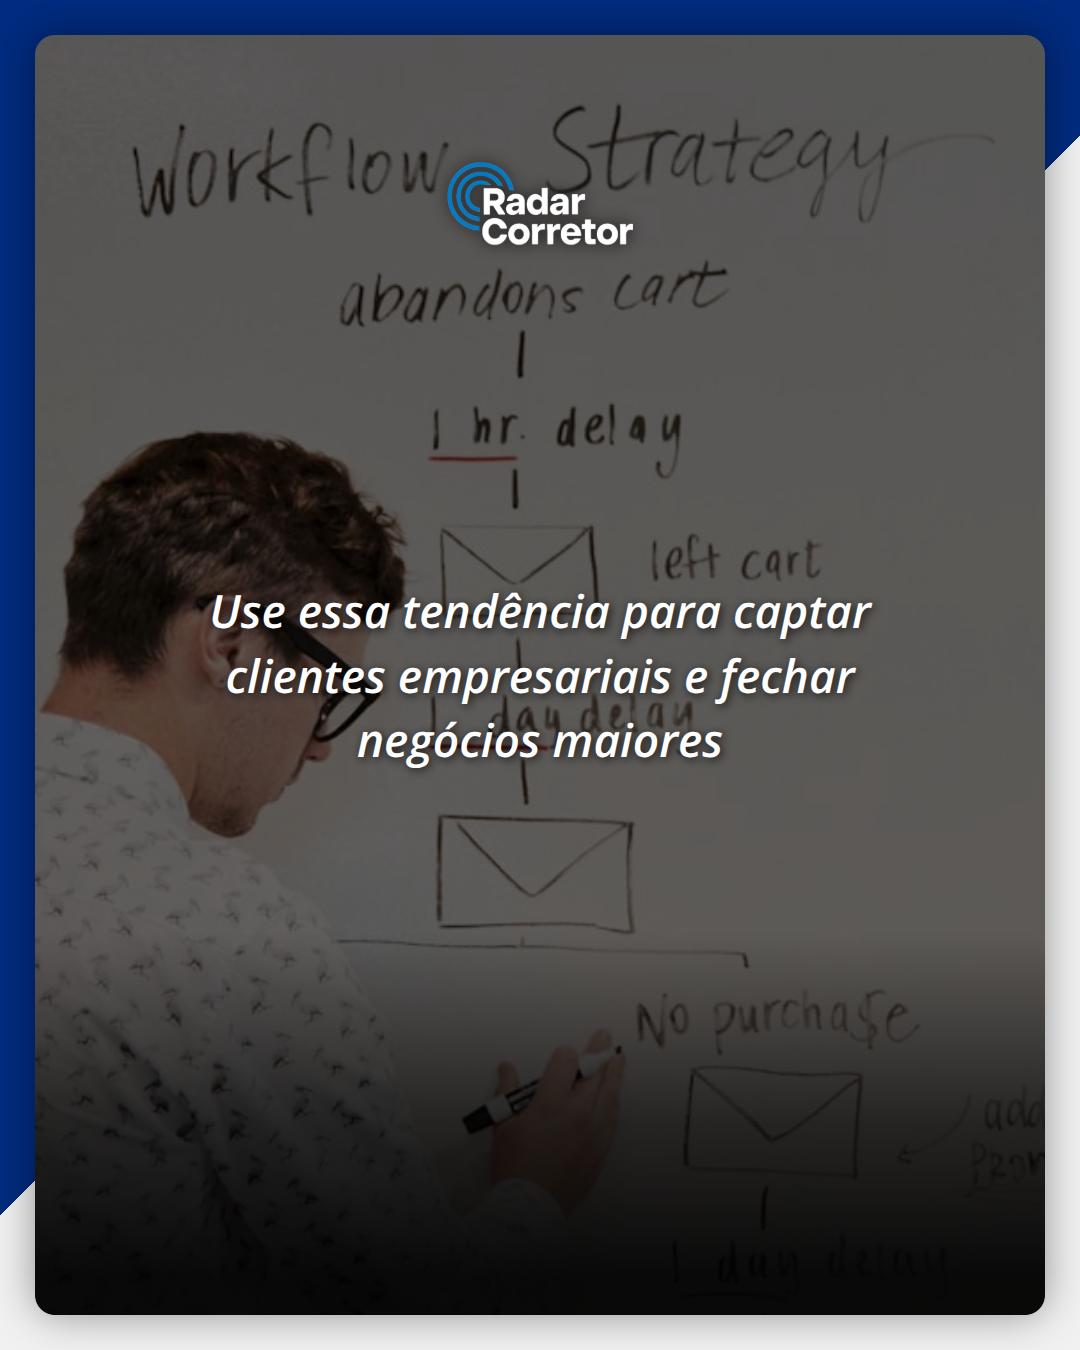 Workflow Strategy
Radar
Corretor
abandons cart
1 hr. delay
left cart
Use essa tendência para captar
clientes empresariais e fechar
negócios maiores
1 day delay
No purchase
add
1 day delay